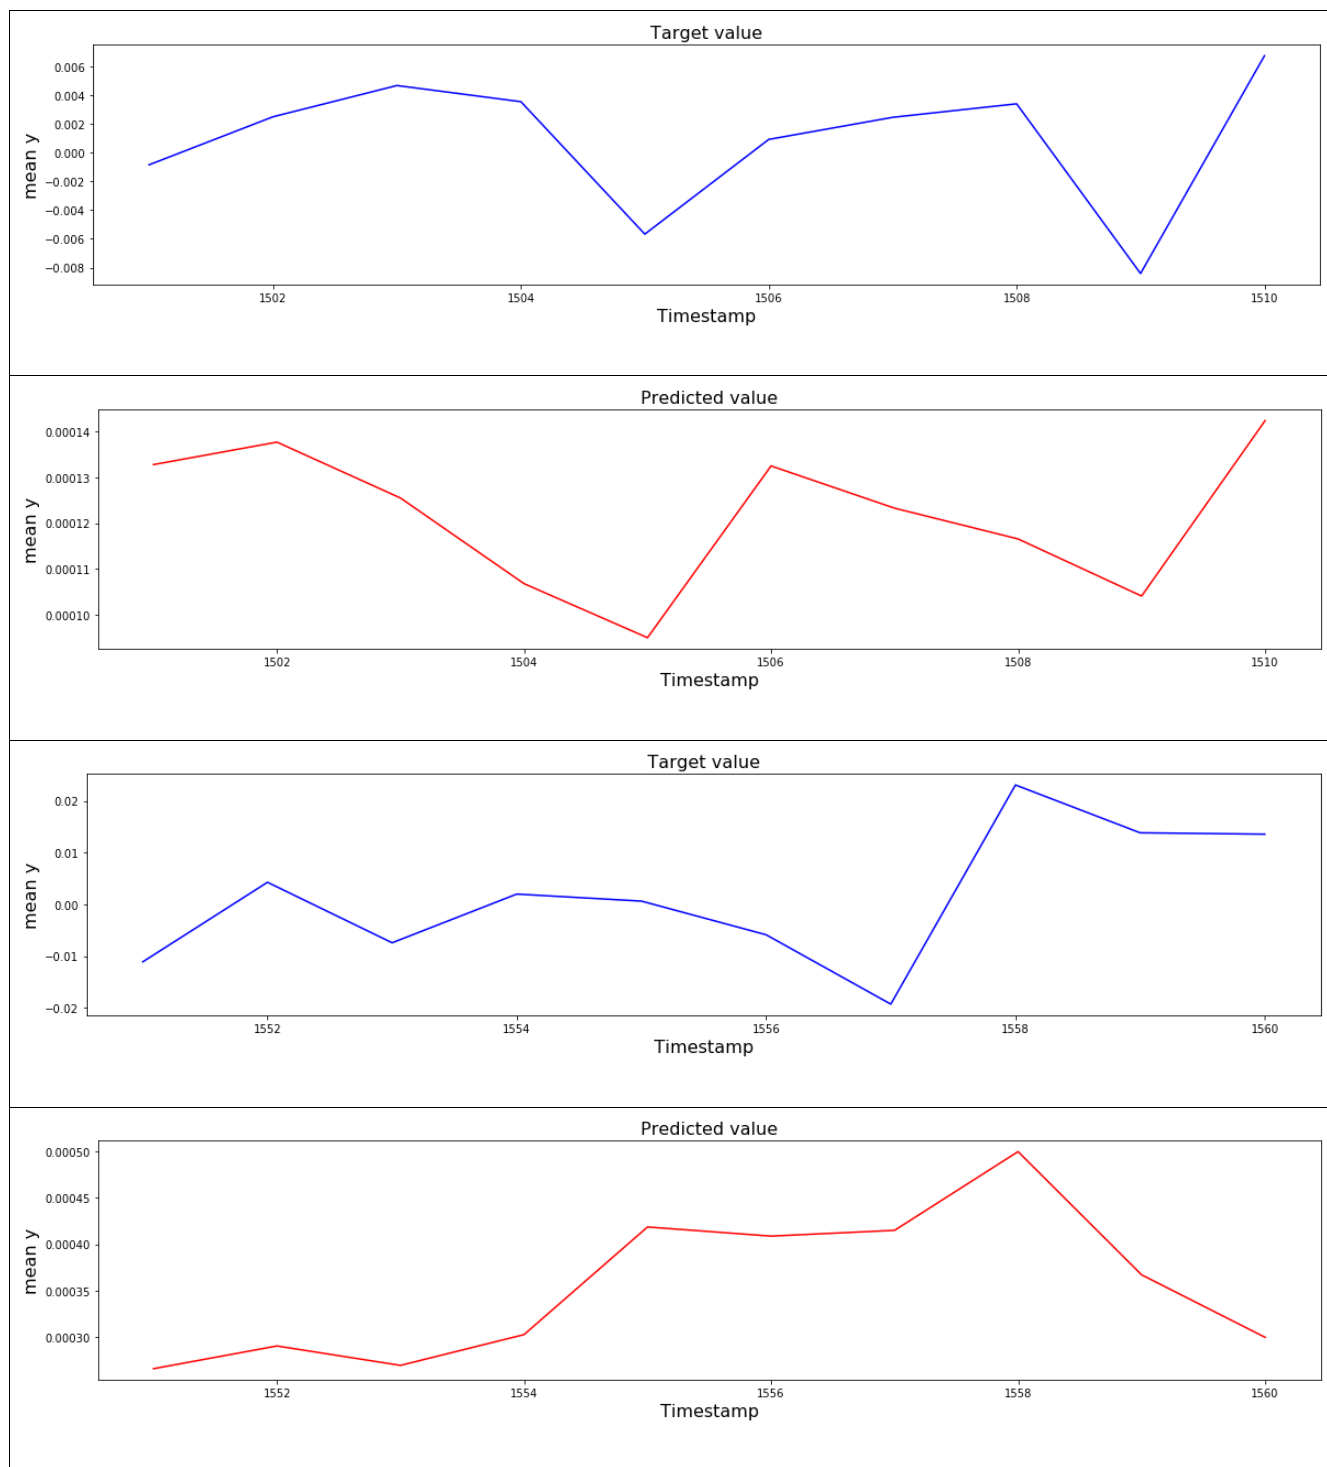 Target value
0.006
0.004
0.002
0.000
−0.002
−0.004
−0.006
−0.008
mean y
1502 1504 1506 1508 1510
Timestamp
Predicted value
0.00014
0.00013
0.00012
0.00011
0.00010
mean y
1502 1504 1506 1508 1510
Timestamp
Target value
0.02
0.01
0.00
−0.01
−0.02
mean y
1552 1554 1556 1558 1560
Timestamp
Predicted value
0.00050
0.00045
0.00040
0.00035
0.00030
mean y
1552 1554 1556 1558 1560
Timestamp